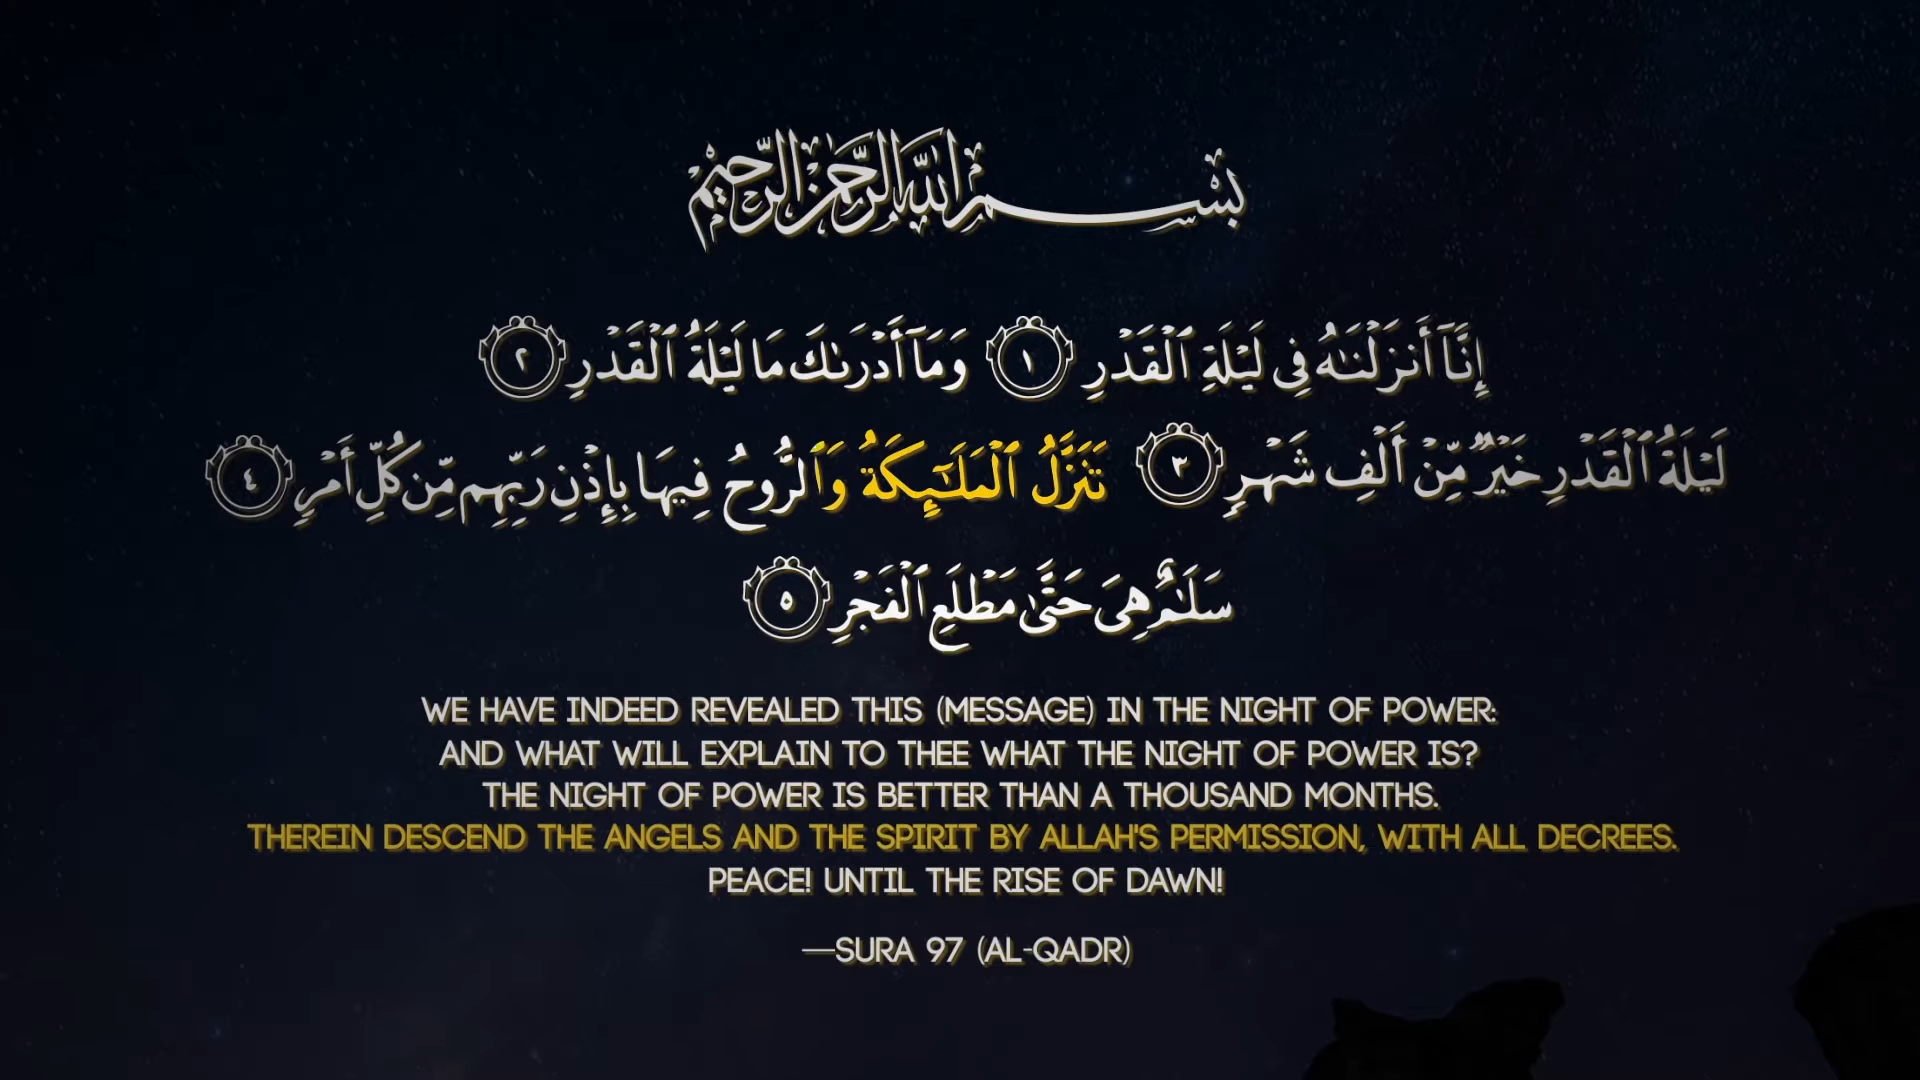 بِسْمِ اللَّهِ الرَّحْمَٰنِ الرَّحِيمِ
إِنَّآ أَنزَلْنَٰهُ فِى لَيْلَةِ ٱلْقَدْرِ ١ وَمَآ أَدْرَىٰكَ مَا لَيْلَةُ ٱلْقَدْرِ ٢
لَيْلَةُ ٱلْقَدْرِ خَيْرٌ مِّنْ أَلْفِ شَهْرٍ ٣ تَنَزَّلُ ٱلْمَلَٰٓئِكَةُ وَٱلرُّوحُ فِيهَا بِإِذْنِ رَبِّهِم مِّن كُلِّ أَمْرٍ ٤
سَلَٰمٌ هِىَ حَتَّىٰ مَطْلَعِ ٱلْفَجْرِ ٥
WE HAVE INDEED REVEALED THIS (MESSAGE) IN THE NIGHT OF POWER:
AND WHAT WILL EXPLAIN TO THEE WHAT THE NIGHT OF POWER IS?
THE NIGHT OF POWER IS BETTER THAN A THOUSAND MONTHS.
THEREIN DESCEND THE ANGELS AND THE SPIRIT BY ALLAH'S PERMISSION, WITH ALL DECREES.
PEACE! UNTIL THE RISE OF DAWN!
—SURA 97 (AL-QADR)